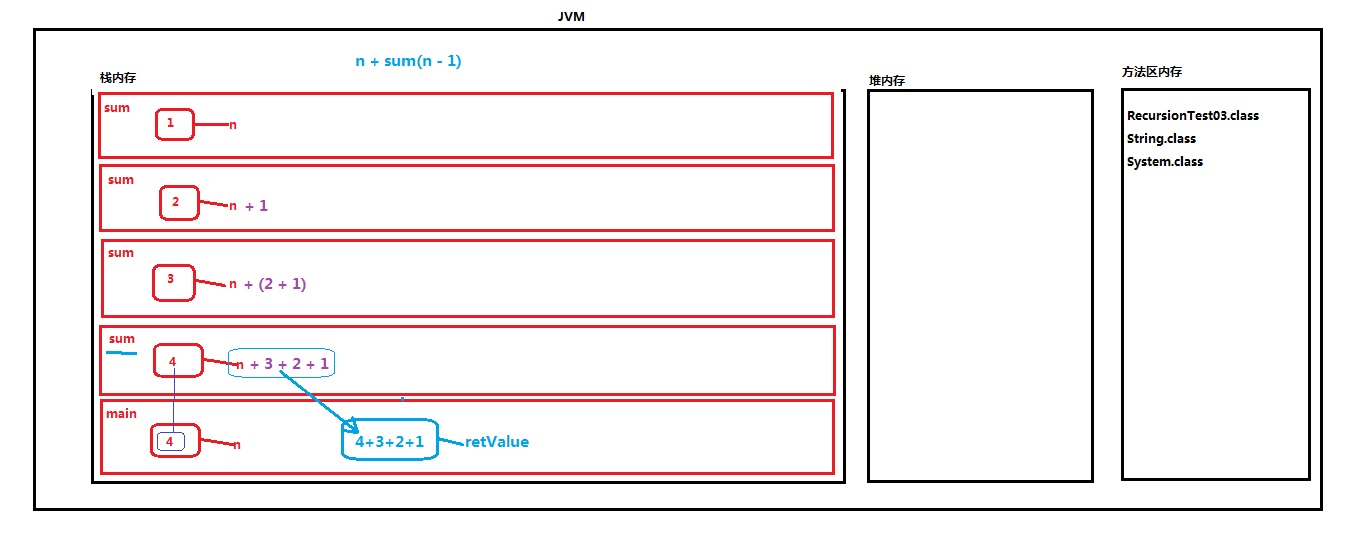 JVM
n + sum(n - 1)
栈内存
堆内存
方法区内存
sum
1
n
sum
2
n + 1
sum
3
n + (2 + 1)
sum
4
n + 3 + 2 + 1
main
4
n
4+3+2+1
retValue
RecursionTest03.class
String.class
System.class